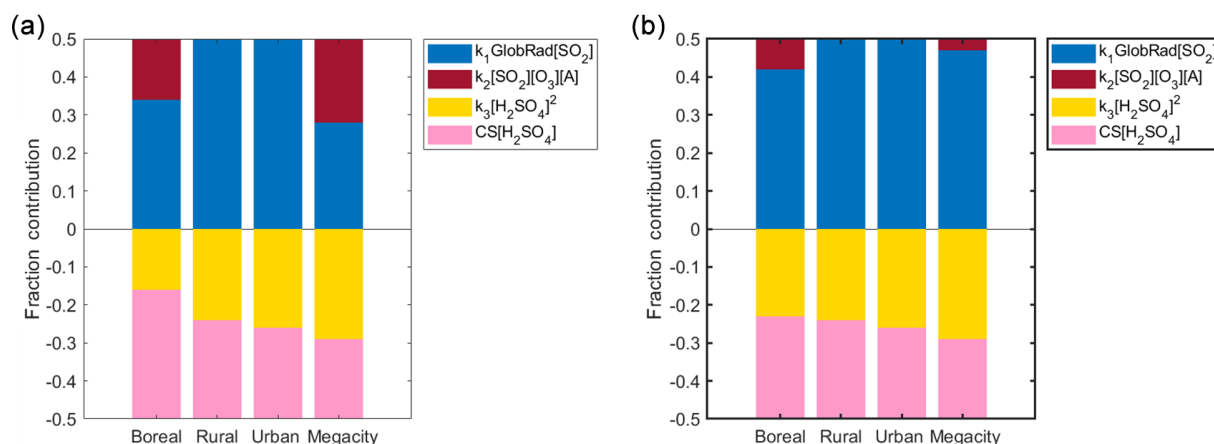 (a)
Fraction contribution
0.5
0.4
0.3
0.2
0.1
0
-0.1
-0.2
-0.3
-0.4
-0.5
Boreal Rural Urban Megacity
k₁GlobRad[SO₂]
k₂[SO₂][O₃][A]
k₃[H₂SO₄]²
CS[H₂SO₄]
(b)
Fraction contribution
0.5
0.4
0.3
0.2
0.1
0
-0.1
-0.2
-0.3
-0.4
-0.5
Boreal Rural Urban Megacity
k₁GlobRad[SO₂
k₂[SO₂][O₃][A]
k₃[H₂SO₄]²
CS[H₂SO₄]